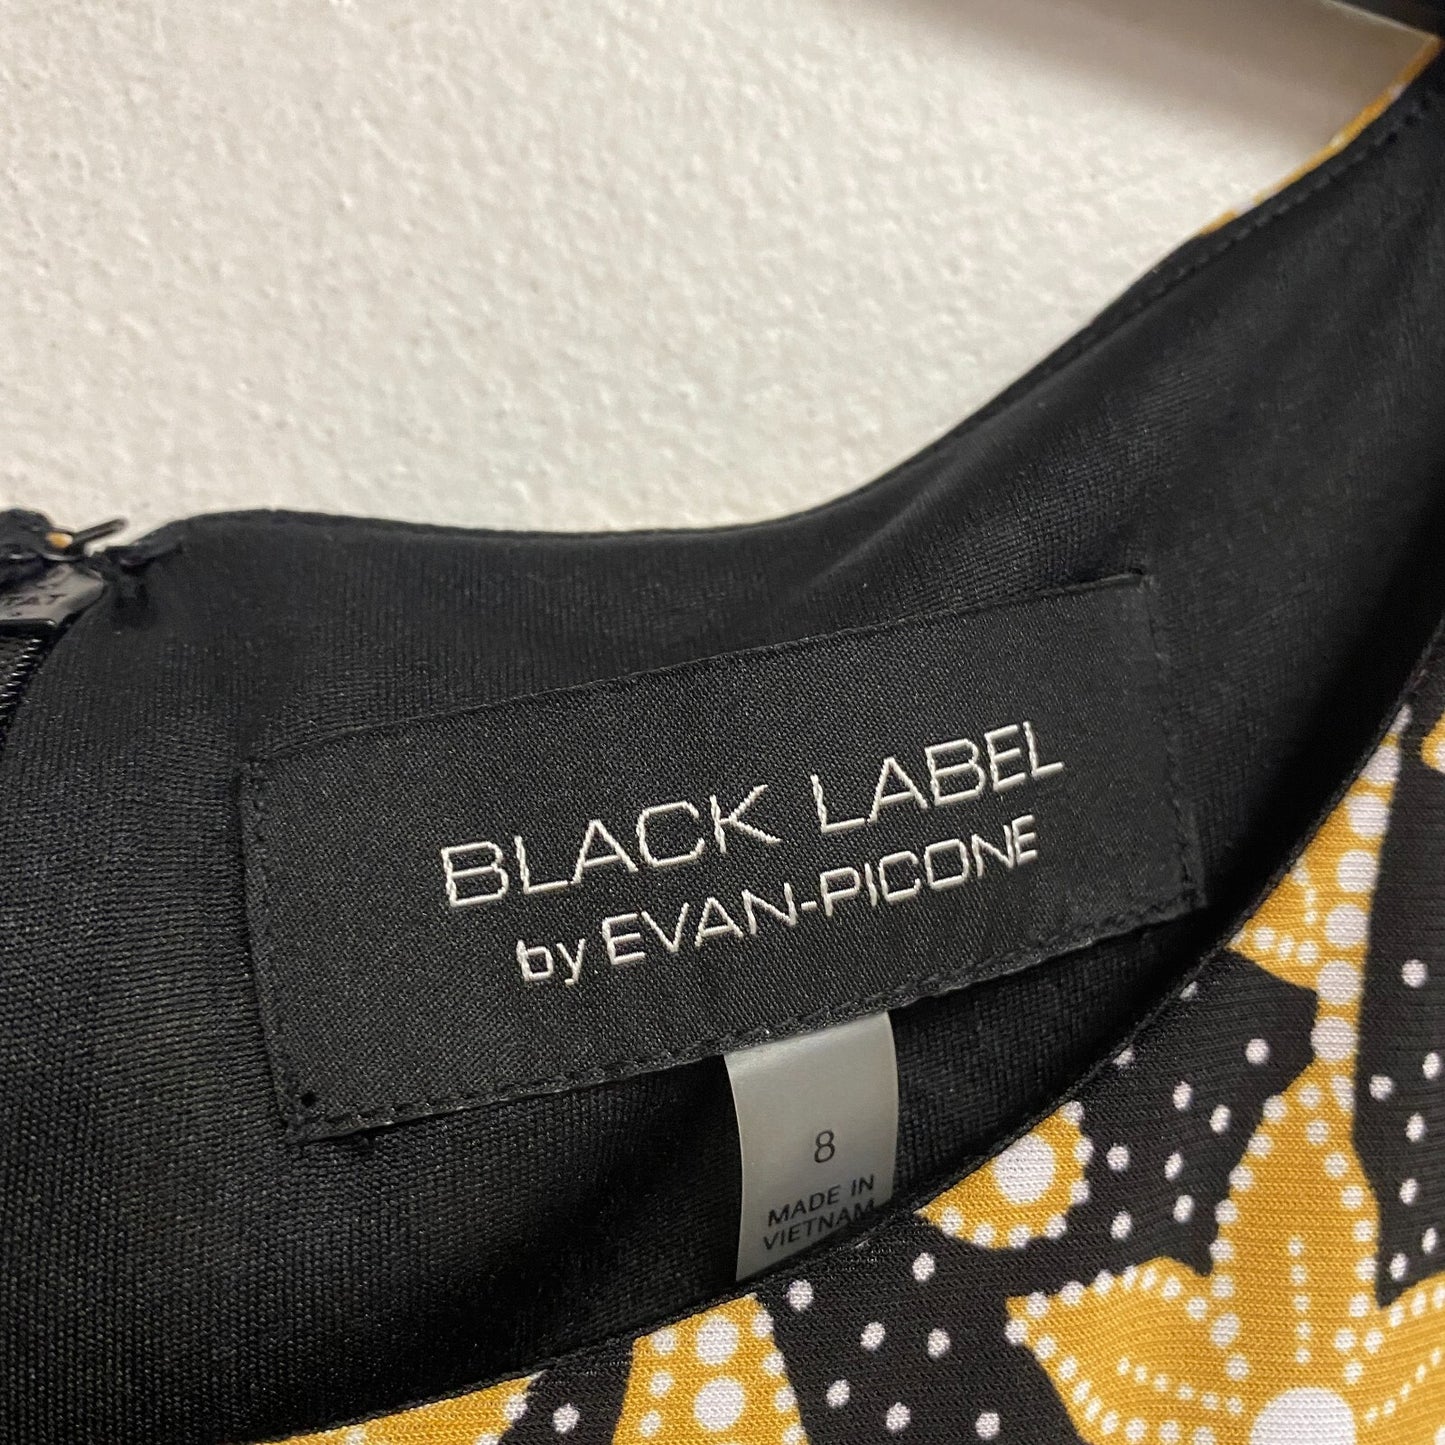 BLACK LABEL
by EVAN-PICONE
8
MADE IN
VIETNAM